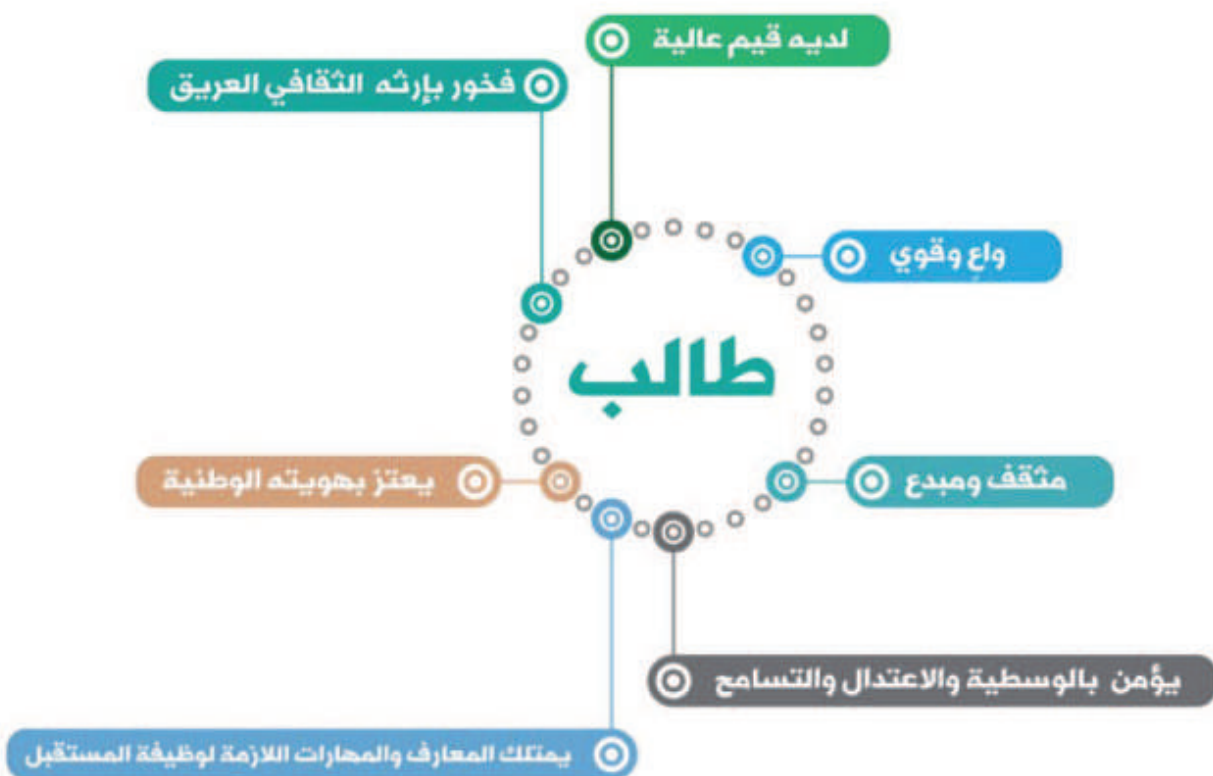 لديه قيم عالية
فخور بإرثه الثقافي العريق
واعٍ وقوي
طالب
مثقف ومبدع
يعتز بهويته الوطنية
يؤمن بالوسطية والاعتدال والتسامح
يمتلك المعارف والمهارات اللازمة لوظيفة المستقبل